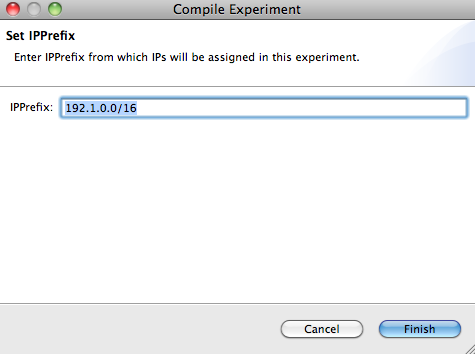 Compile Experiment
Set IPPrefix
Enter IPPrefix from which IPs will be assigned in this experiment.
IPPrefix: 192.1.0.0/16
Cancel Finish